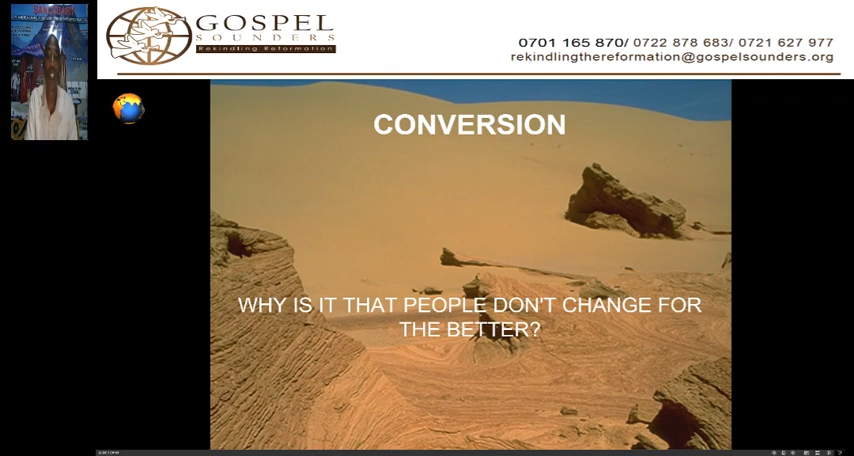 GOSPEL
SOUNDERS
Rekindling Reformation
0701 165 870/ 0722 878 683/ 0721 627 977
rekindlingthereformation@gospelsounders.org
CONVERSION
WHY IS IT THAT PEOPLE DON'T CHANGE FOR
THE BETTER?